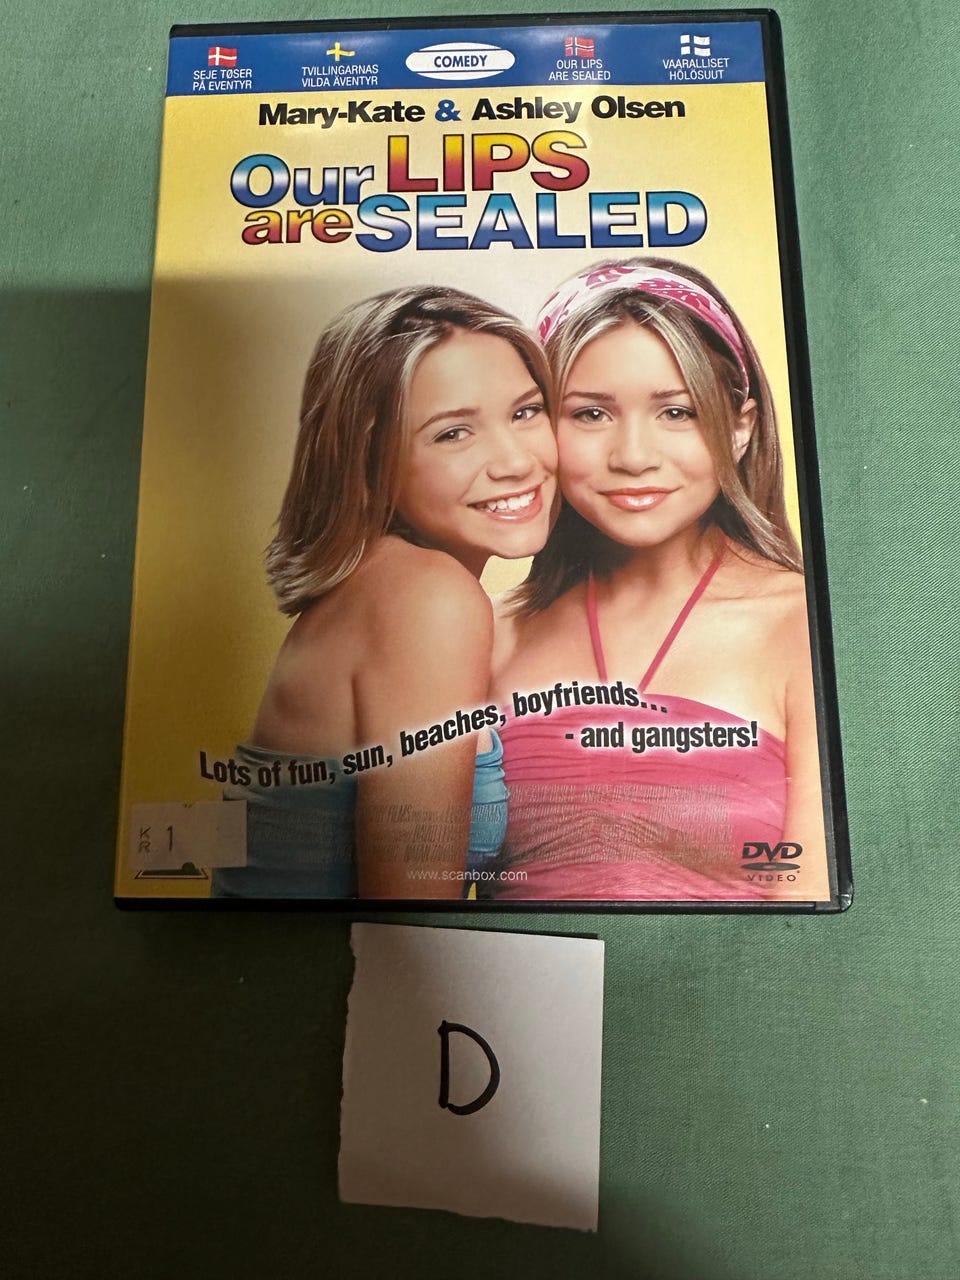 SEJE TØSER
PÅ EVENTYR
TVILLINGARNAS
VILDA ÄVENTYR
COMEDY
OUR LIPS
ARE SEALED
VAARALLISET
HÖLÖSUUT
Mary-Kate & Ashley Olsen
Our LIPS
are SEALED
Lots of fun, sun, beaches, boyfriends...
- and gangsters!
KR 1
www.scanbox.com
DVD
VIDEO
D